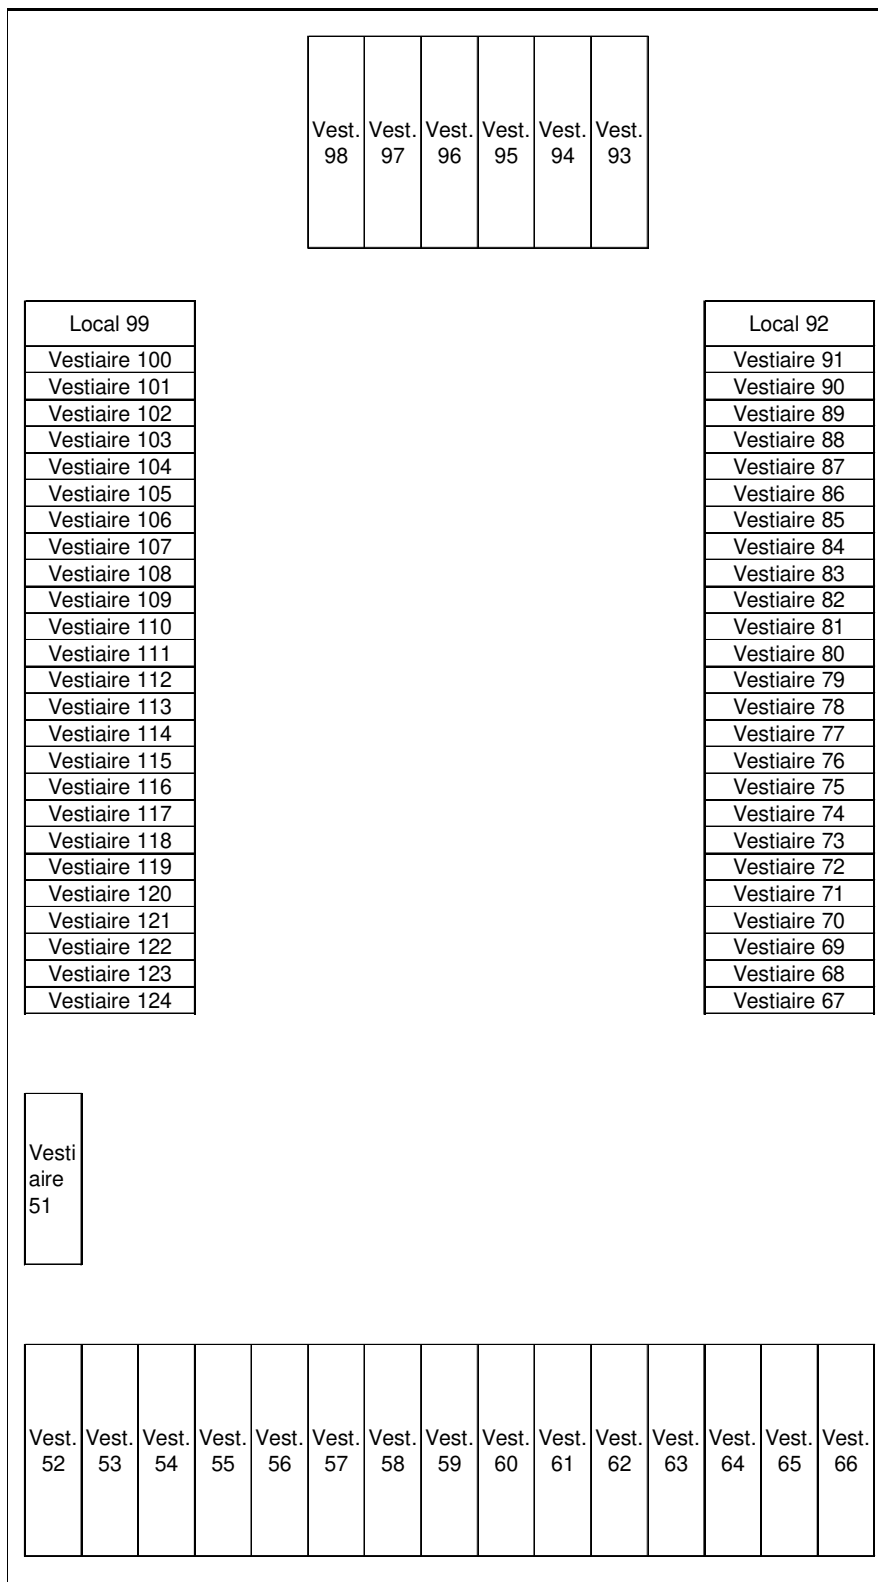 Vest. Vest. Vest. Vest. Vest. Vest.
98 97 96 95 94 93
Local 99 Local 92
Vestiaire 100 Vestiaire 91
Vestiaire 101 Vestiaire 90
Vestiaire 102 Vestiaire 89
Vestiaire 103 Vestiaire 88
Vestiaire 104 Vestiaire 87
Vestiaire 105 Vestiaire 86
Vestiaire 106 Vestiaire 85
Vestiaire 107 Vestiaire 84
Vestiaire 108 Vestiaire 83
Vestiaire 109 Vestiaire 82
Vestiaire 110 Vestiaire 81
Vestiaire 111 Vestiaire 80
Vestiaire 112 Vestiaire 79
Vestiaire 113 Vestiaire 78
Vestiaire 114 Vestiaire 77
Vestiaire 115 Vestiaire 76
Vestiaire 116 Vestiaire 75
Vestiaire 117 Vestiaire 74
Vestiaire 118 Vestiaire 73
Vestiaire 119 Vestiaire 72
Vestiaire 120 Vestiaire 71
Vestiaire 121 Vestiaire 70
Vestiaire 122 Vestiaire 69
Vestiaire 123 Vestiaire 68
Vestiaire 124 Vestiaire 67
Vesti
aire
51
Vest. Vest. Vest. Vest. Vest. Vest. Vest. Vest. Vest. Vest. Vest. Vest. Vest. Vest. Vest.
52 53 54 55 56 57 58 59 60 61 62 63 64 65 66